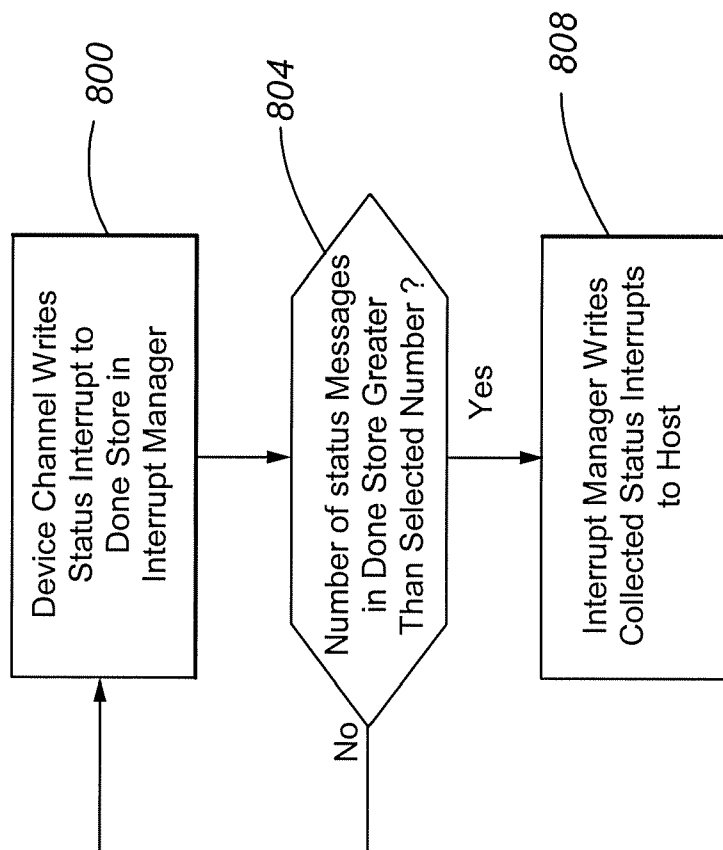 800
Device Channel Writes
Status Interrupt to
Done Store in
Interrupt Manager
804
Number of status Messages
in Done Store Greater
Than Selected Number ?
No
Yes
808
Interrupt Manager Writes
Collected Status Interrupts
to Host